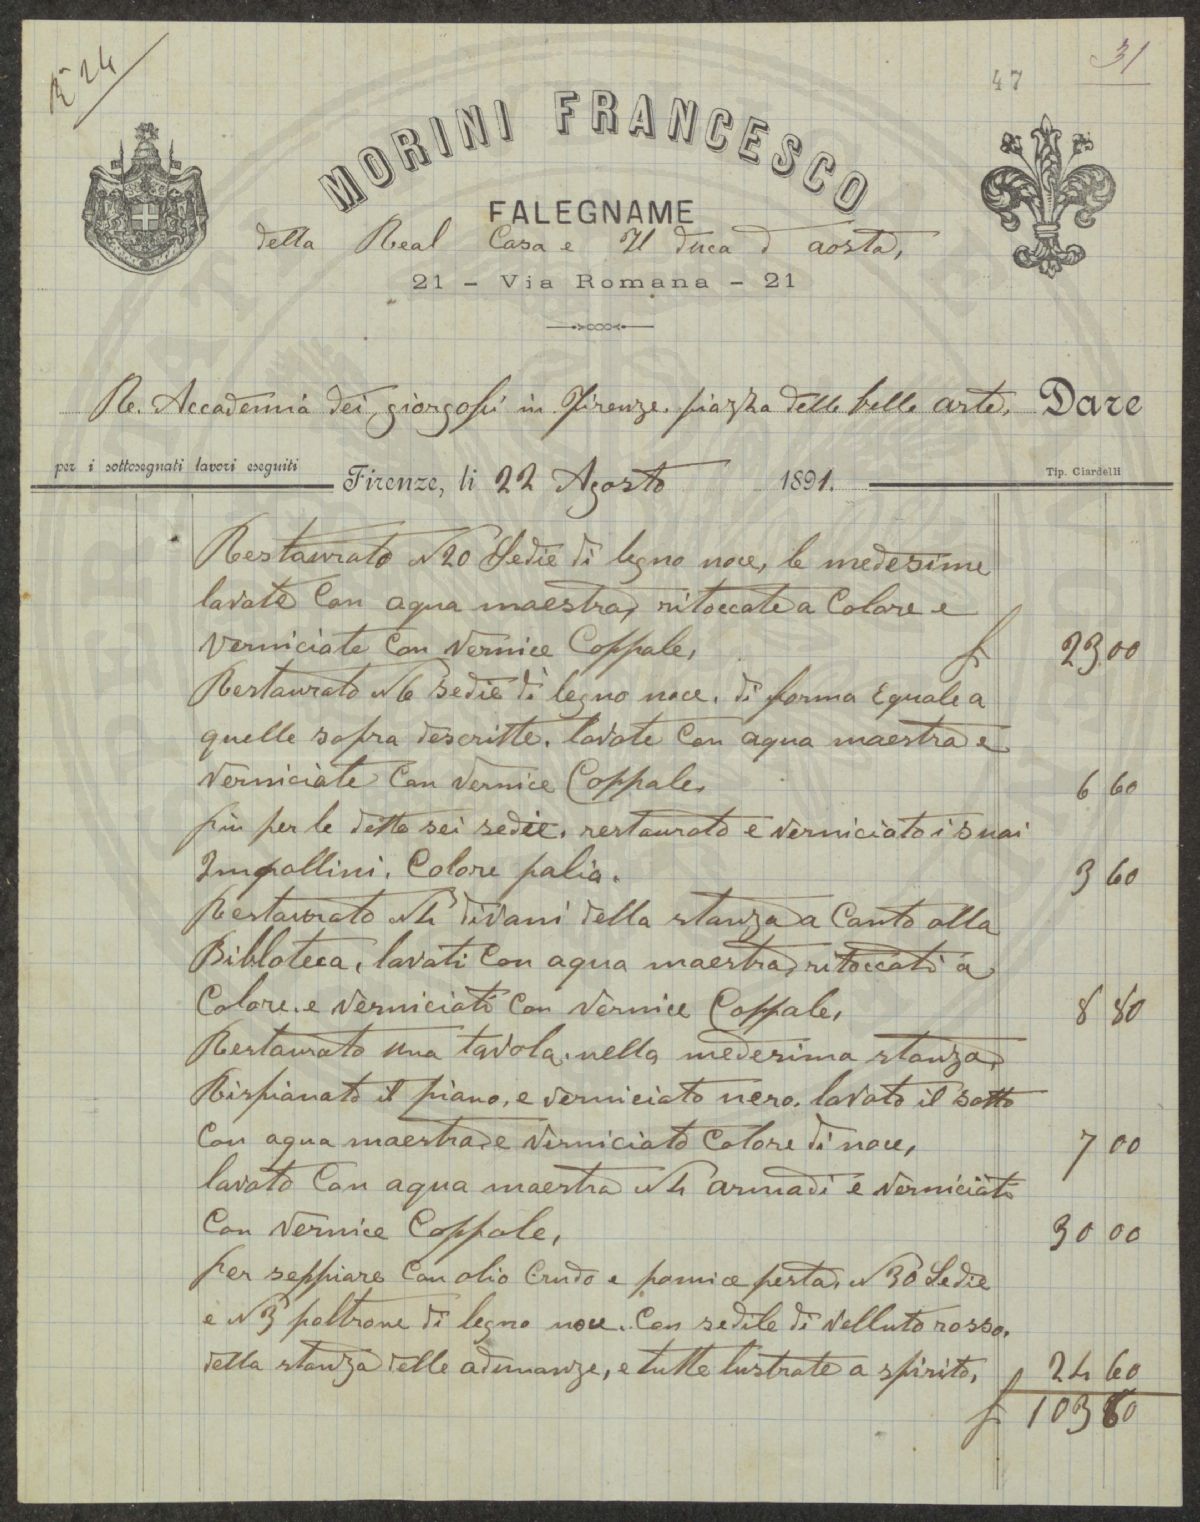 R 24
31
47
MORINI FRANCESCO
FALEGNAME
della Real Casa e Il duca d aosta,
21 - Via Romana - 21
R. Accademia dei giorgofsi in Firenze. piazza delle belle arte, Dare
per i sottosegnati lavori eseguiti
Firenze, li 22 Agosto 1891.
Tip. Ciardelli
Restaurato N 20 Sedie di legno noce, le medesime
lavate Con aqua maestra, ritoccate a Colore e
Verniciate Con Vernice Coppale, £ 23 00
Restaurato N 6 Sedie di legno noce. di forma Equale a
quelle sopra descritte. lavate Con aqua maestra e
Verniciate Con Vernice Coppale, 6 60
più per le dette sei sedie. restaurato e Verniciato i suoi
Impallini. Colore palia. 3 60
Restaurato N 4 divani della stanza a Canto alla
Bibloteca, lavati Con aqua maestra, ritoccati a
Colore. e Verniciati Con Vernice Coppale, 8 80
Restaurato una tavola. nella medesima stanza,
Rispianato il piano, e verniciato nero. lavato il sotto
Con aqua maestra, e Verniciato Colore di noce, 7 00
lavato Con aqua maestra N 4 armadi e Verniciati
Con Vernice Coppale, 30 00
per seppiare Con olio Crudo e pomice pesta, N 30 Sedie
e N 3 poltrone di legno noce. Con sedile di Velluto rosso,
della stanza delle adunanze, e tutte lustrate a spirito, 24 60
£ 103 60